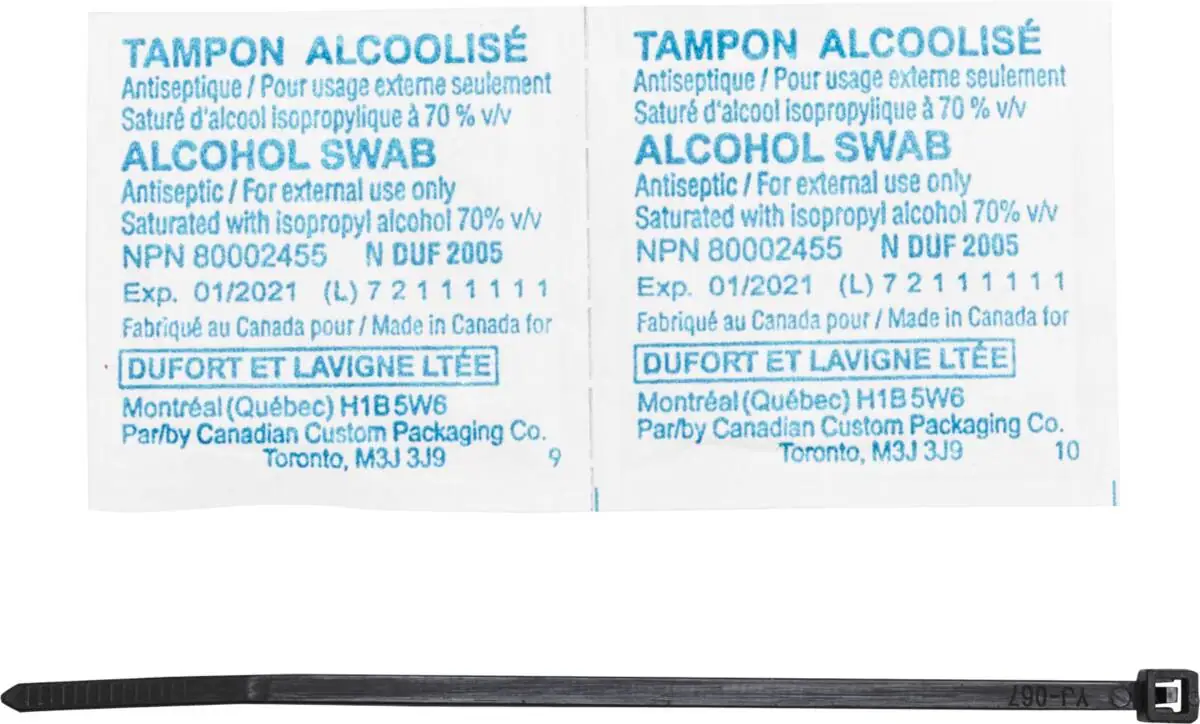 TAMPON ALCOOLISÉ
Antiseptique / Pour usage externe seulement
Saturé d'alcool isopropylique à 70 % v/v
ALCOHOL SWAB
Antiseptic / For external use only
Saturated with isopropyl alcohol 70% v/v
NPN 80002455 N DUF 2005
Exp. 01/2021 (L) 7 2 1 1 1 1 1 1
Fabriqué au Canada pour / Made in Canada for
DUFORT ET LAVIGNE LTÉE
Montréal (Québec) H1B 5W6
Par/by Canadian Custom Packaging Co.
Toronto, M3J 3J9 9
TAMPON ALCOOLISÉ
Antiseptique / Pour usage externe seulement
Saturé d'alcool isopropylique à 70 % v/v
ALCOHOL SWAB
Antiseptic / For external use only
Saturated with isopropyl alcohol 70% v/v
NPN 80002455 N DUF 2005
Exp. 01/2021 (L) 7 2 1 1 1 1 1 1
Fabriqué au Canada pour / Made in Canada for
DUFORT ET LAVIGNE LTÉE
Montréal (Québec) H1B 5W6
Par/by Canadian Custom Packaging Co.
Toronto, M3J 3J9 10
YJ-067